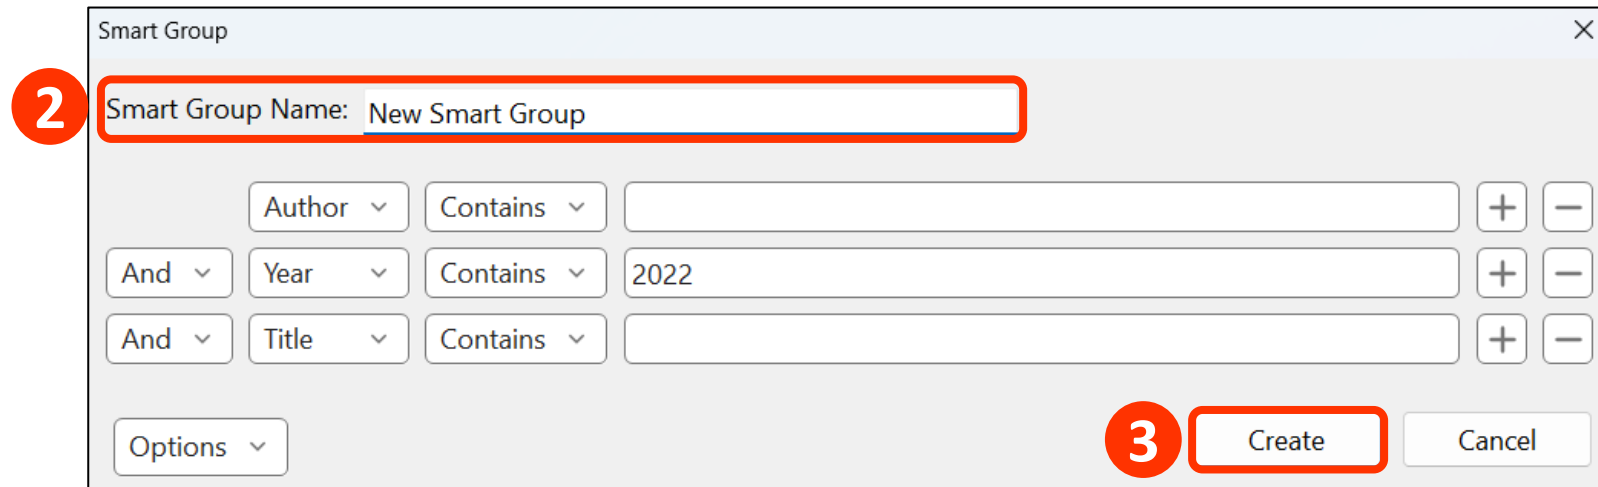 Smart Group
2 Smart Group Name: New Smart Group
Author Contains
And Year Contains 2022
And Title Contains
Options 3 Create Cancel